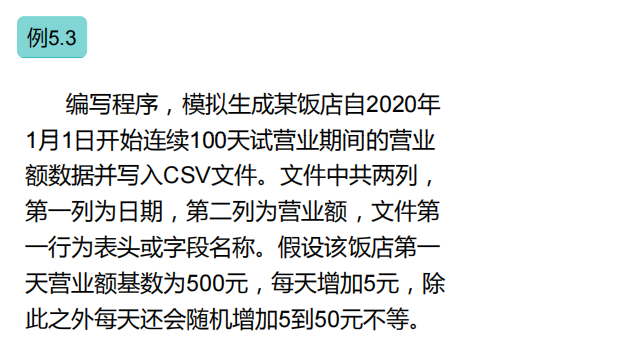 例5.3
编写程序，模拟生成某饭店自2020年
1月1日开始连续100天试营业期间的营业
额数据并写入CSV文件。文件中共两列，
第一列为日期，第二列为营业额，文件第
一行为表头或字段名称。假设该饭店第一
天营业额基数为500元，每天增加5元，除
此之外每天还会随机增加5到50元不等。